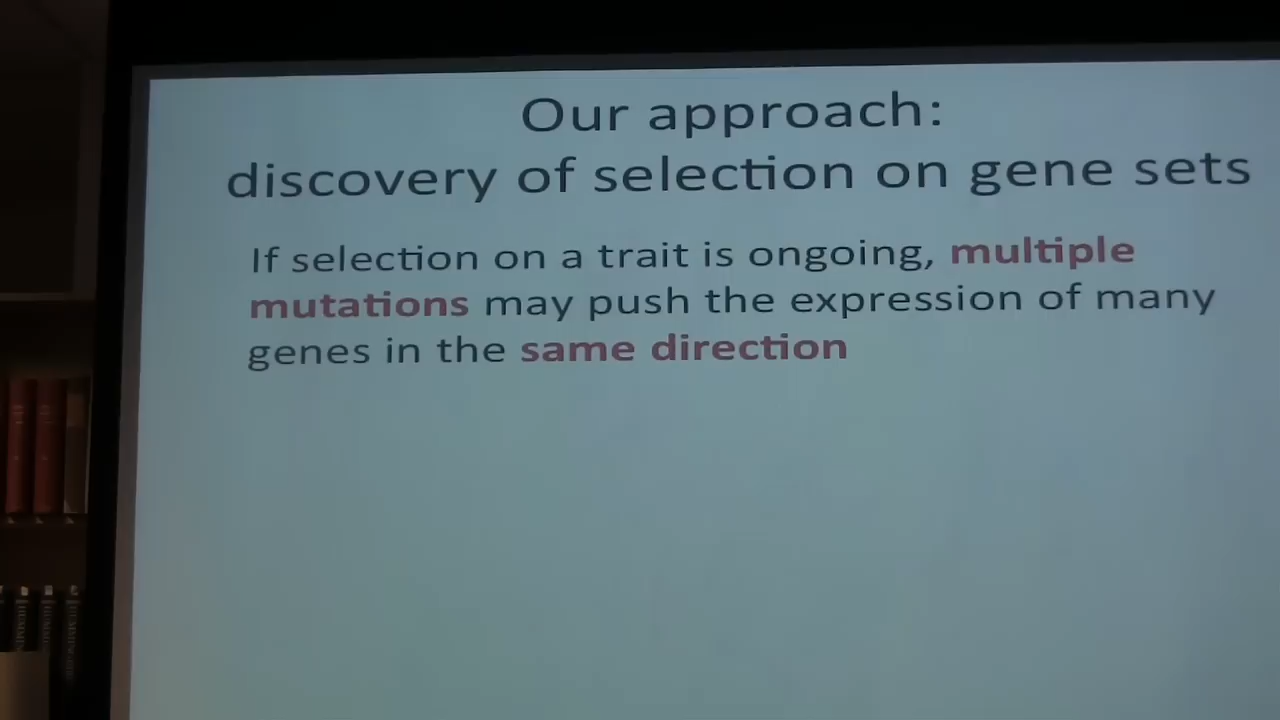 Our approach:
discovery of selection on gene sets
If selection on a trait is ongoing, multiple
mutations may push the expression of many
genes in the same direction